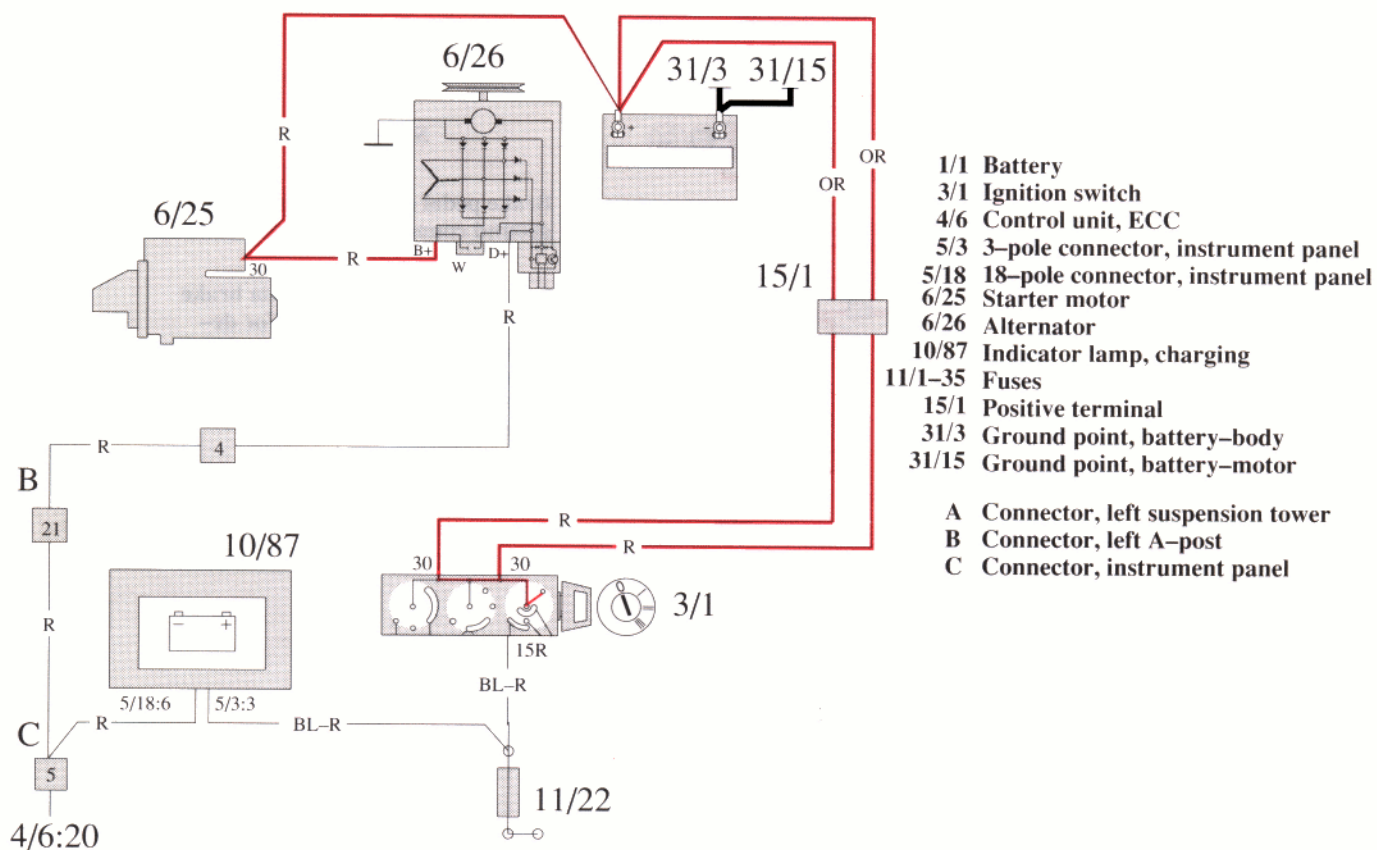 6/26
31/3 31/15
R
OR
OR
6/25
30
R
B+
W
D+
R
15/1
+
−
1/1 Battery
3/1 Ignition switch
4/6 Control unit, ECC
5/3 3–pole connector, instrument panel
5/18 18–pole connector, instrument panel
6/25 Starter motor
6/26 Alternator
10/87 Indicator lamp, charging
11/1–35 Fuses
15/1 Positive terminal
31/3 Ground point, battery–body
31/15 Ground point, battery–motor
A Connector, left suspension tower
B Connector, left A–post
C Connector, instrument panel
R
4
B
21
R
R
10/87
30
30
0
3/1
− +
R
15R
5/18:6
5/3:3
BL–R
R
BL–R
C
5
11/22
4/6:20